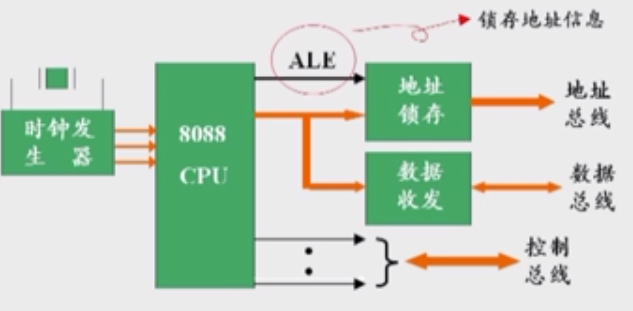 锁存地址信息
ALE
时钟发
生 器
8088
CPU
地址
锁存
地址
总线
数据
收发
数据
总线
控制
总线